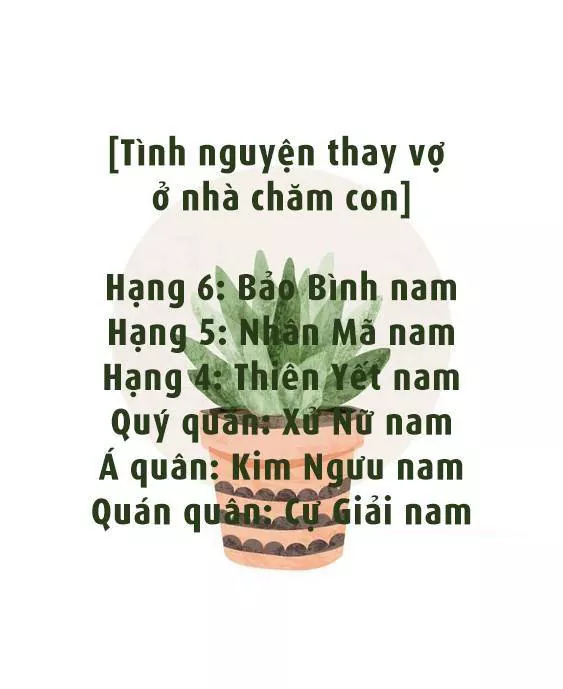 [Tình nguyện thay vợ
ở nhà chăm con]
Hạng 6: Bảo Bình nam
Hạng 5: Nhân Mã nam
Hạng 4: Thiên Yết nam
Quý quân: Xử Nữ nam
Á quân: Kim Ngưu nam
Quán quân: Cự Giải nam